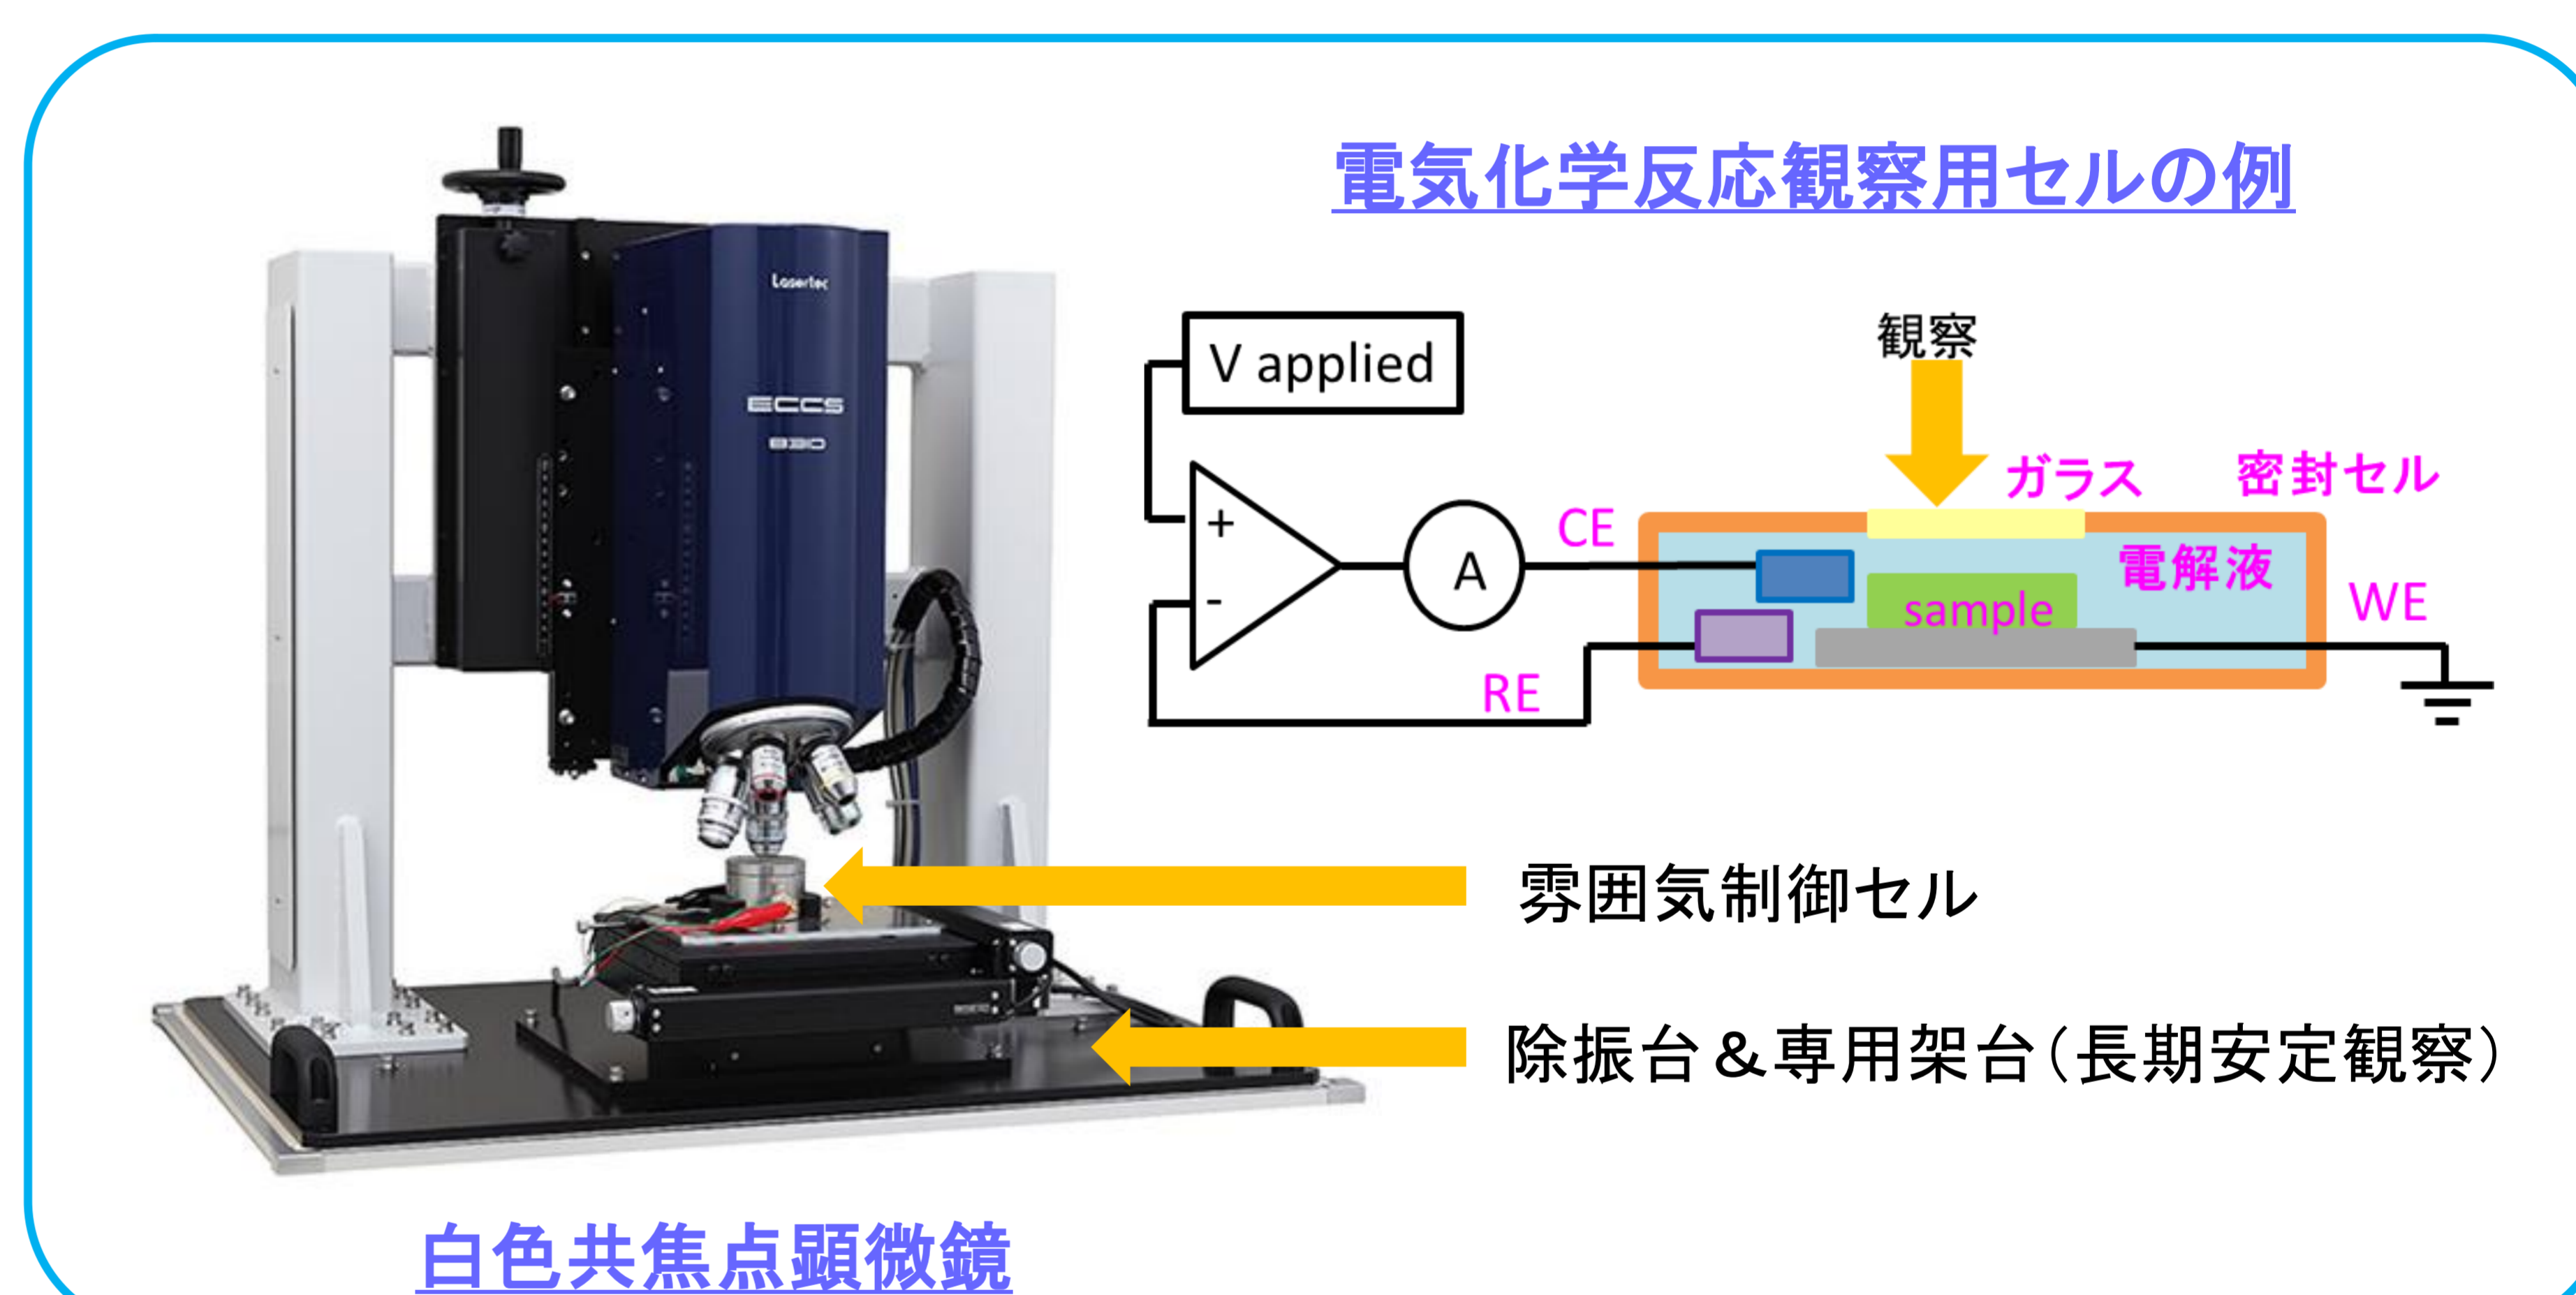 電気化学反応観察用セルの例
Lasertec
ECCS
B310
V applied
観察
ガラス
密封セル
+
A
CE
電解液
-
sample
WE
RE
雰囲気制御セル
除振台＆専用架台（長期安定観察）
白色共焦点顕微鏡